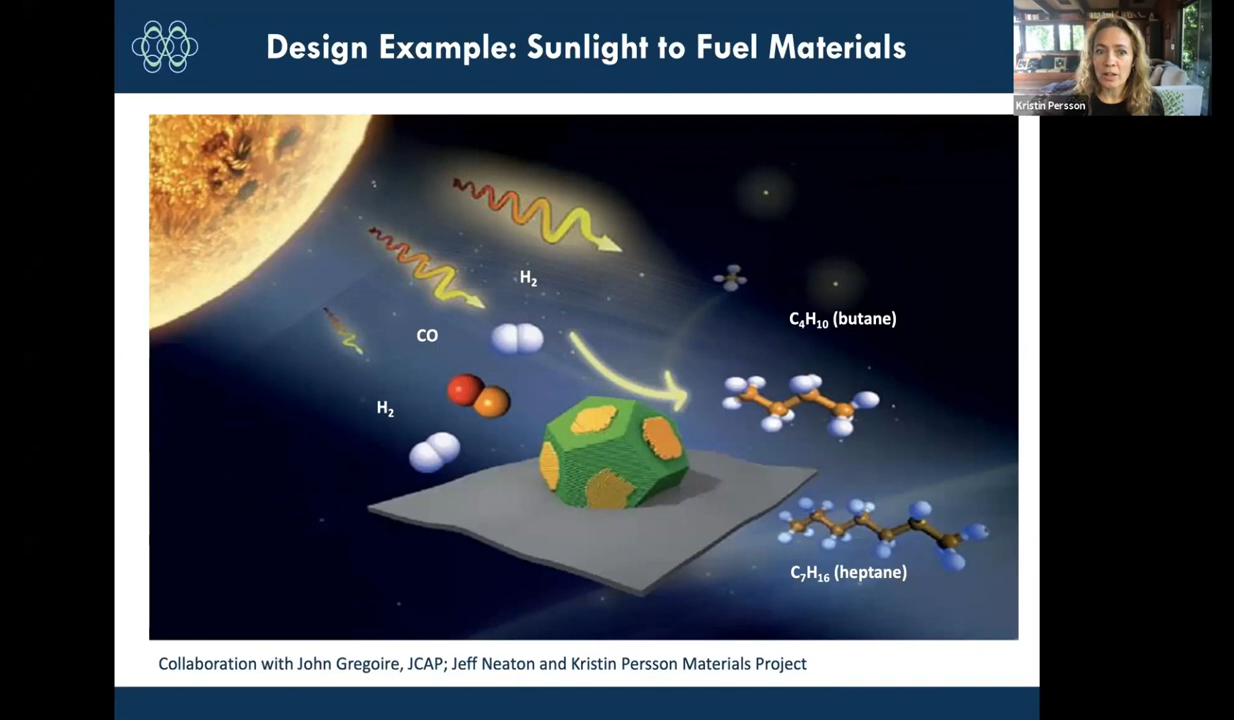 Design Example: Sunlight to Fuel Materials
Kristin Persson
H₂
C₄H₁₀ (butane)
CO
H₂
C₇H₁₆ (heptane)
Collaboration with John Gregoire, JCAP; Jeff Neaton and Kristin Persson Materials Project